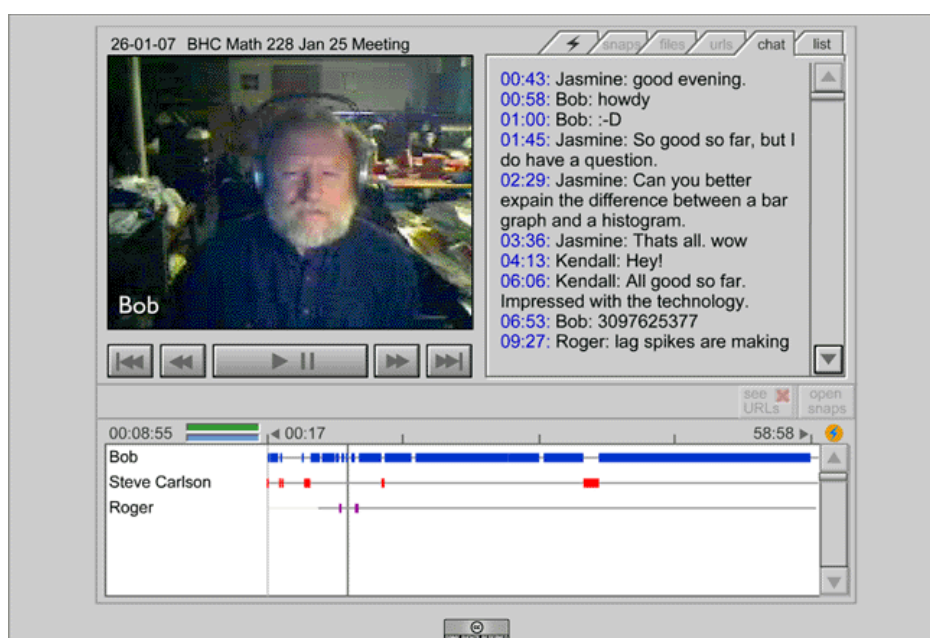 26-01-07 BHC Math 228 Jan 25 Meeting
snaps files urls chat list
Bob
00:43: Jasmine: good evening.
00:58: Bob: howdy
01:00: Bob: :-D
01:45: Jasmine: So good so far, but I
do have a question.
02:29: Jasmine: Can you better
expain the difference between a bar
graph and a histogram.
03:36: Jasmine: Thats all. wow
04:13: Kendall: Hey!
06:06: Kendall: All good so far.
Impressed with the technology.
06:53: Bob: 3097625377
09:27: Roger: lag spikes are making
see
URLs
open
snaps
00:08:55 00:17 58:58
Bob
Steve Carlson
Roger